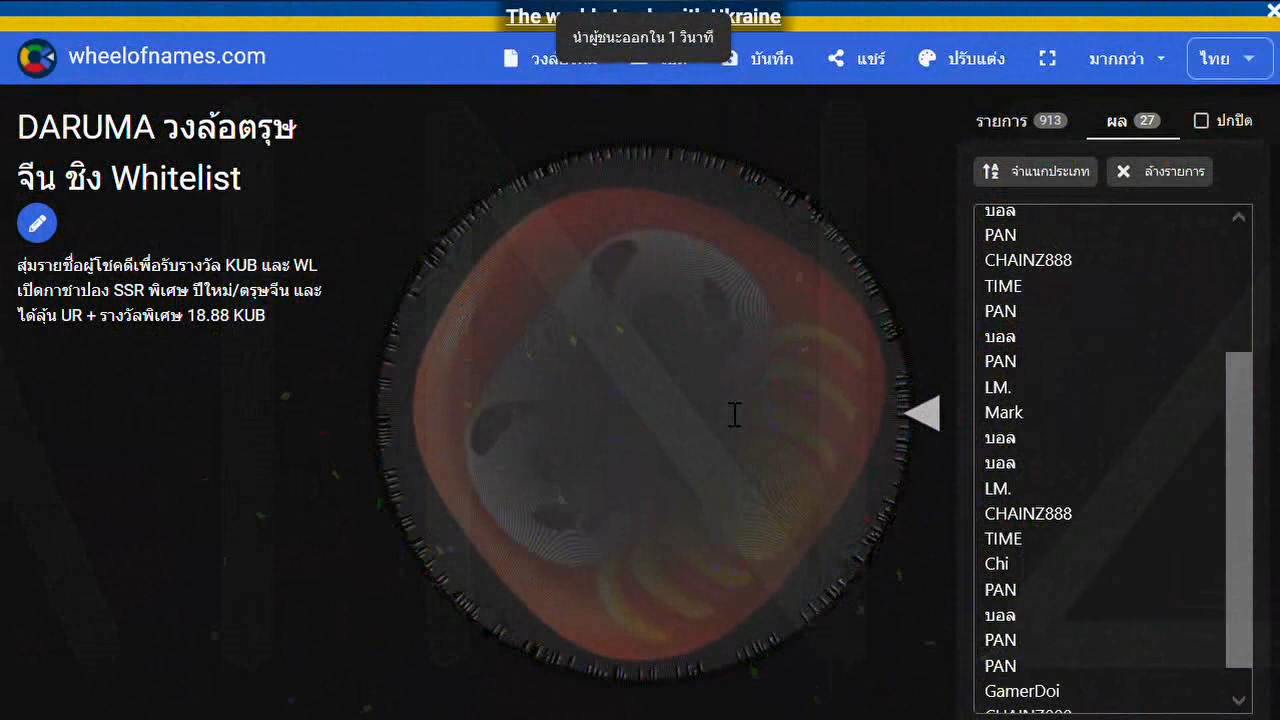 The world stands with Ukraine
นำผู้ชนะออกใน 1 วินาที
wheelofnames.com
บันทึก
แชร์
ปรับแต่ง
มากกว่า
ไทย
DARUMA วงล้อตรุษ
จีน ชิง Whitelist
สุ่มรายชื่อผู้โชคดีเพื่อรับรางวัล KUB และ WL
เปิดกาชาปอง SSR พิเศษ ปีใหม่/ตรุษจีน และ
ได้ลุ้น UR + รางวัลพิเศษ 18.88 KUB
รายการ 913
ผล 27
ปกปิด
จำแนกประเภท
ล้างรายการ
บอล
PAN
CHAINZ888
TIME
PAN
บอล
PAN
LM.
Mark
บอล
บอล
LM.
CHAINZ888
TIME
Chi
PAN
บอล
PAN
PAN
GamerDoi
CHAINZ888